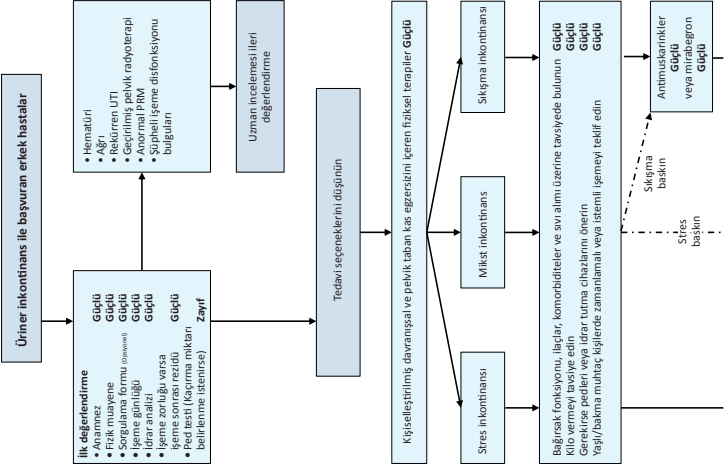 Üriner inkontinans ile başvuran erkek hastalar
İlk değerlendirme
• Anamnez Güçlü
• Fizik muayene Güçlü
• Sorgulama formu (Opsiyonel) Güçlü
• İşeme günlüğü Güçlü
• İdrar analizi Güçlü
• İşeme zorluğu varsa
işeme sonrası rezidü Güçlü
• Ped testi (Kaçırma miktarı
belirlenme istenirse) Zayıf
• Hematüri
• Ağrı
• Rekürren UTI
• Geçirilmiş pelvik radyoterapi
• Anormal PRM
• Şüpheli işeme disfonksiyonu
bulguları
Uzman incelemesi ileri
değerlendirme
Tedavi seçeneklerini düşünün
Kişiselleştirilmiş davranışsal ve pelvik taban kas egzersizini içeren fiziksel terapiler Güçlü
Stres inkontinansı
Mikst inkontinans
Sıkışma inkontinansı
Bağırsak fonksiyonu, ilaçlar, komorbiditeler ve sıvı alımı üzerine tavsiyede bulunun Güçlü
Kilo vermeyi tavsiye edin Güçlü
Gerekirse pedleri veya idrar tutma cihazlarını önerin Güçlü
Yaşlı/bakma muhtaç kişilerde zamanlamalı veya istemli işemeyi teklif edin Güçlü
Stres
baskın
Sıkışma
baskın
Antimuskarinkler
Güçlü
veya mirabegron
Güçlü